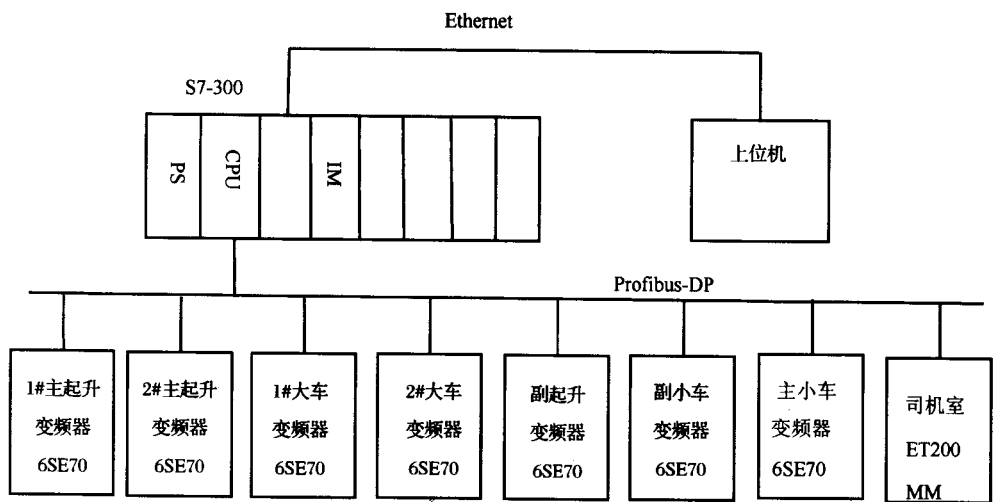 Ethernet
S7-300
PS
CPU
IM
上位机
Profibus-DP
1#主起升
变频器
6SE70
2#主起升
变频器
6SE70
1#大车
变频器
6SE70
2#大车
变频器
6SE70
副起升
变频器
6SE70
副小车
变频器
6SE70
主小车
变频器
6SE70
司机室
ET200
MM